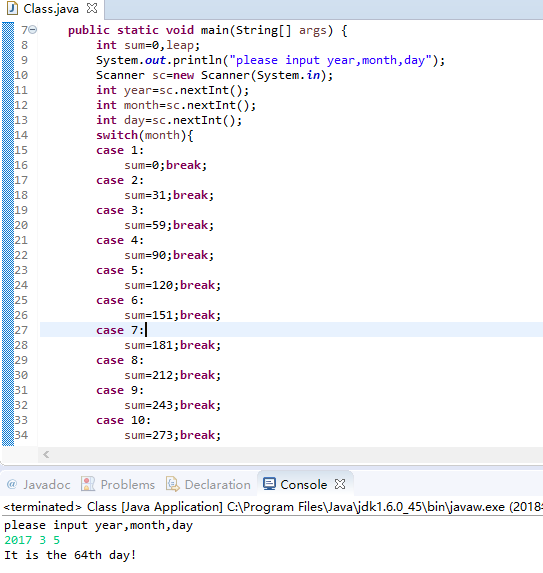 Class.java
7 public static void main(String[] args) {
8 int sum=0,leap;
9 System.out.println("please input year,month,day");
10 Scanner sc=new Scanner(System.in);
11 int year=sc.nextInt();
12 int month=sc.nextInt();
13 int day=sc.nextInt();
14 switch(month){
15 case 1:
16 sum=0;break;
17 case 2:
18 sum=31;break;
19 case 3:
20 sum=59;break;
21 case 4:
22 sum=90;break;
23 case 5:
24 sum=120;break;
25 case 6:
26 sum=151;break;
27 case 7:
28 sum=181;break;
29 case 8:
30 sum=212;break;
31 case 9:
32 sum=243;break;
33 case 10:
34 sum=273;break;
@ Javadoc Problems Declaration Console
<terminated> Class [Java Application] C:\Program Files\Java\jdk1.6.0_45\bin\javaw.exe (2018
please input year,month,day
2017 3 5
It is the 64th day!